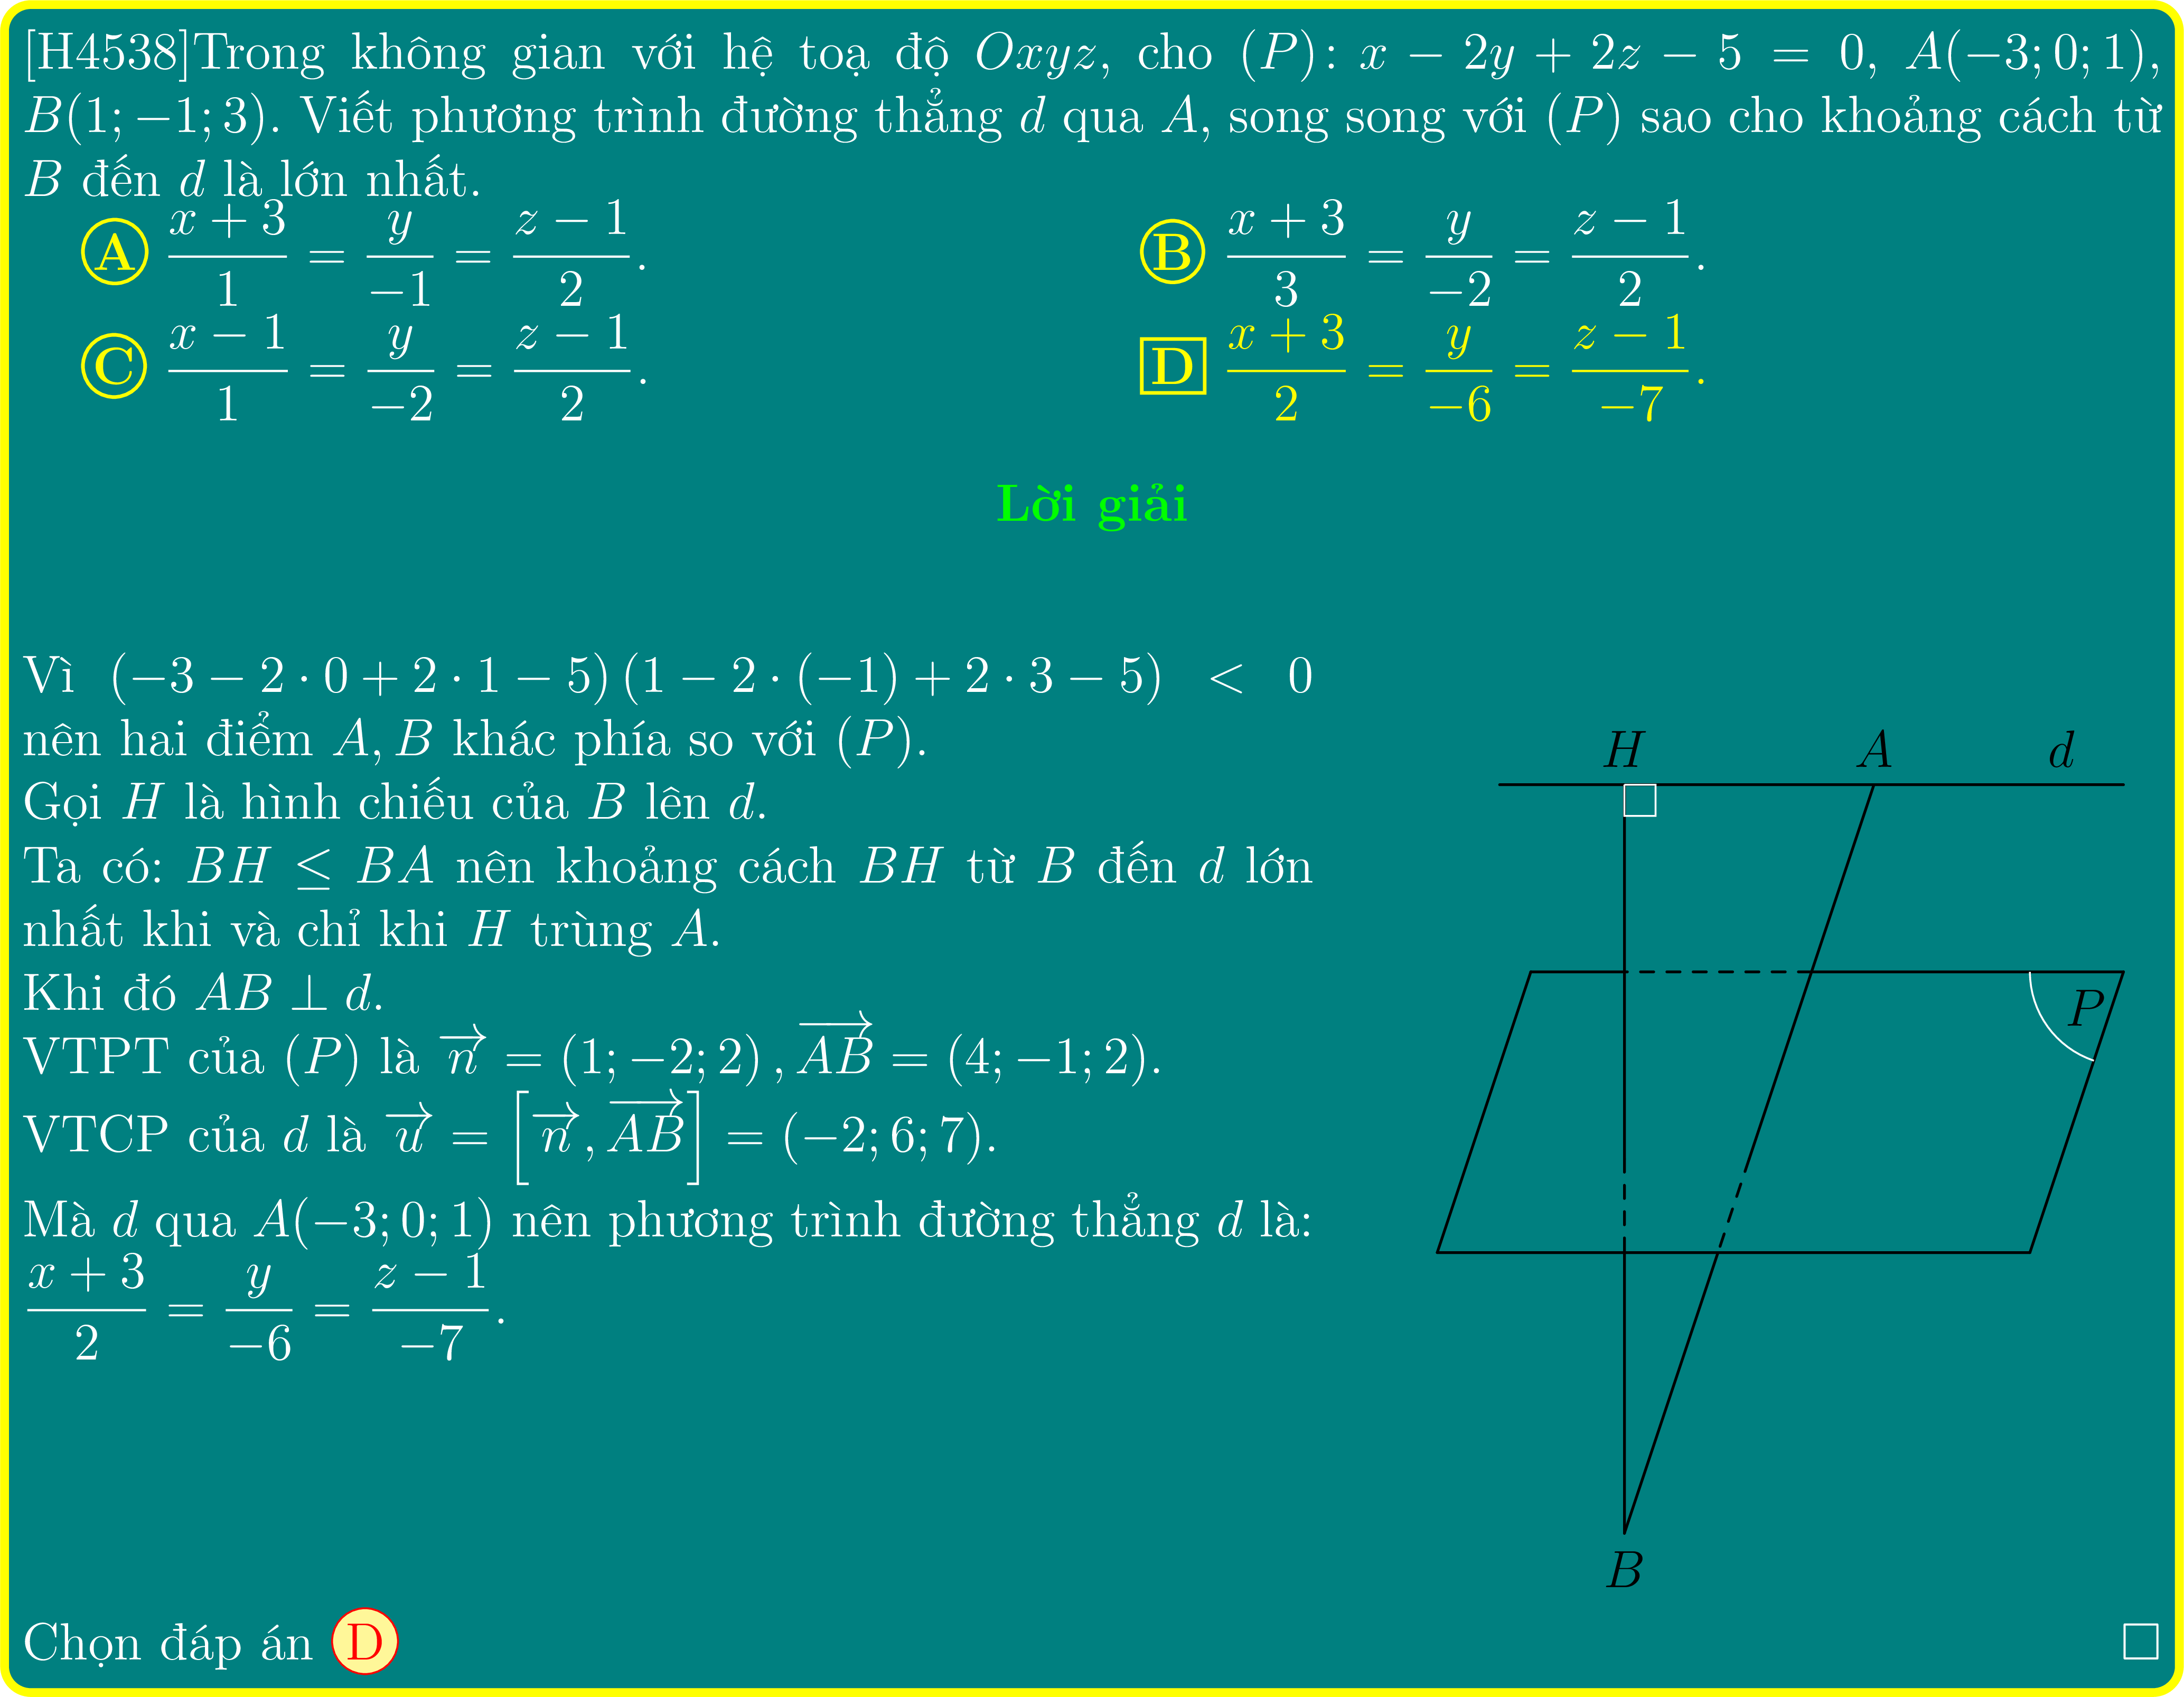 [H4538]Trong không gian với hệ toạ độ Oxyz, cho (P): x − 2y + 2z − 5 = 0, A(−3; 0; 1),
B(1; −1; 3). Viết phương trình đường thẳng d qua A, song song với (P) sao cho khoảng cách từ
B đến d là lớn nhất.
A \frac{x+3}{1} = \frac{y}{-1} = \frac{z-1}{2}. B \frac{x+3}{3} = \frac{y}{-2} = \frac{z-1}{2}.
C \frac{x-1}{1} = \frac{y}{-2} = \frac{z-1}{2}. D \frac{x+3}{2} = \frac{y}{-6} = \frac{z-1}{-7}.
Lời giải
Vì (−3 − 2 · 0 + 2 · 1 − 5) (1 − 2 · (−1) + 2 · 3 − 5) < 0
nên hai điểm A, B khác phía so với (P).
Gọi H là hình chiếu của B lên d.
Ta có: BH ≤ BA nên khoảng cách BH từ B đến d lớn
nhất khi và chỉ khi H trùng A.
Khi đó AB ⊥ d.
VTPT của (P) là \overrightarrow{n} = (1; −2; 2) , \overrightarrow{AB} = (4; −1; 2).
VTCP của d là \overrightarrow{u} = [\overrightarrow{n}, \overrightarrow{AB}] = (−2; 6; 7).
Mà d qua A(−3; 0; 1) nên phương trình đường thẳng d là:
\frac{x+3}{2} = \frac{y}{-6} = \frac{z-1}{-7}.
H A d
P
B
Chọn đáp án D □